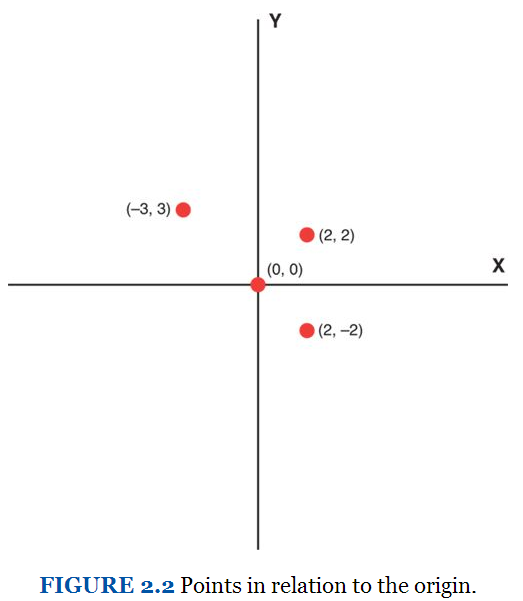 Y
(–3, 3)
(2, 2)
(0, 0)
X
(2, –2)
FIGURE 2.2 Points in relation to the origin.